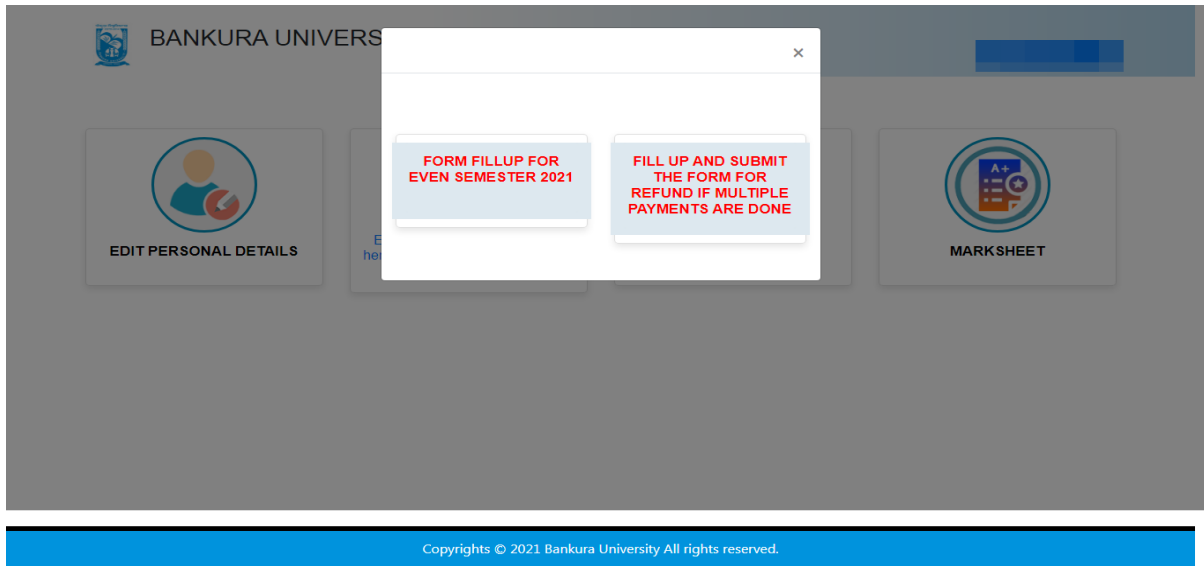 BANKURA UNIVERS
×
FORM FILLUP FOR
EVEN SEMESTER 2021
FILL UP AND SUBMIT
THE FORM FOR
REFUND IF MULTIPLE
PAYMENTS ARE DONE
EDIT PERSONAL DETAILS
E
her
A+
MARKSHEET
Copyrights © 2021 Bankura University All rights reserved.